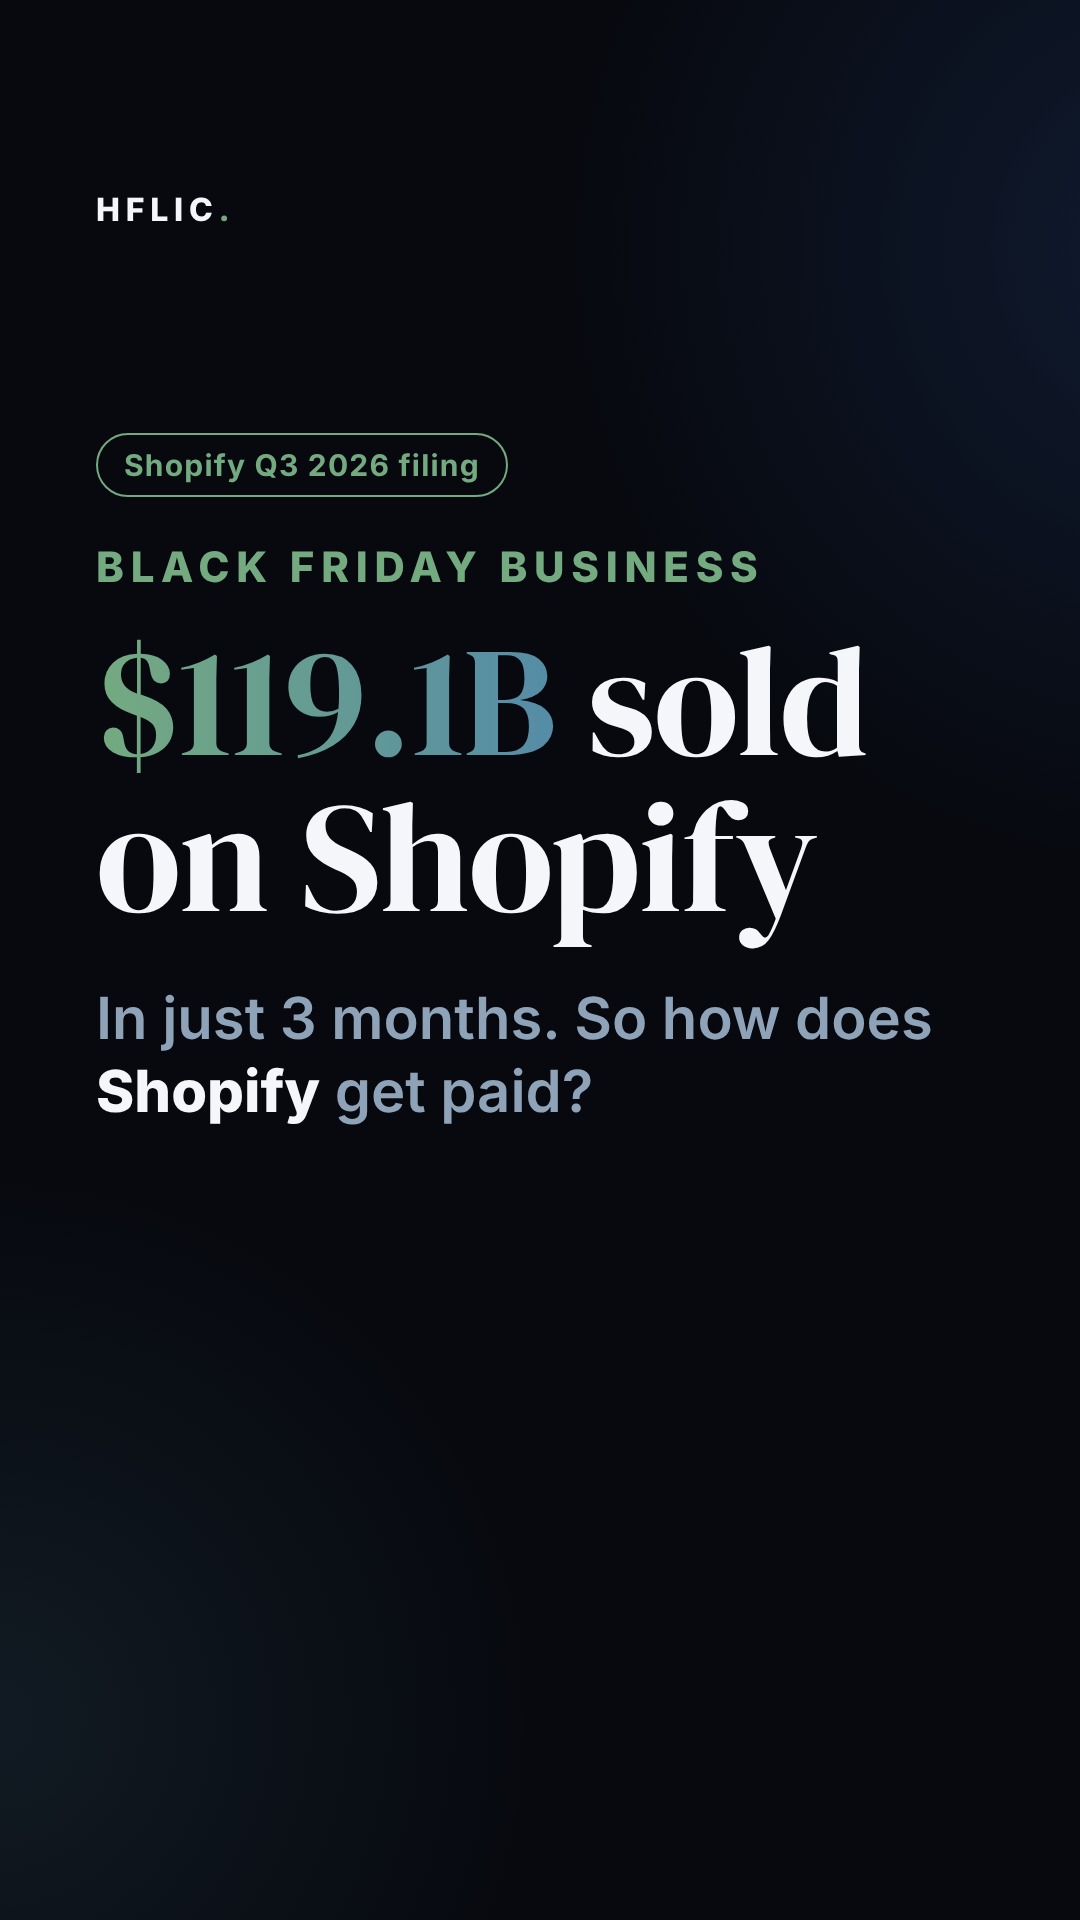 HFLIC.
Shopify Q3 2026 filing
BLACK FRIDAY BUSINESS
$119.1B sold
on Shopify
In just 3 months. So how does
Shopify get paid?